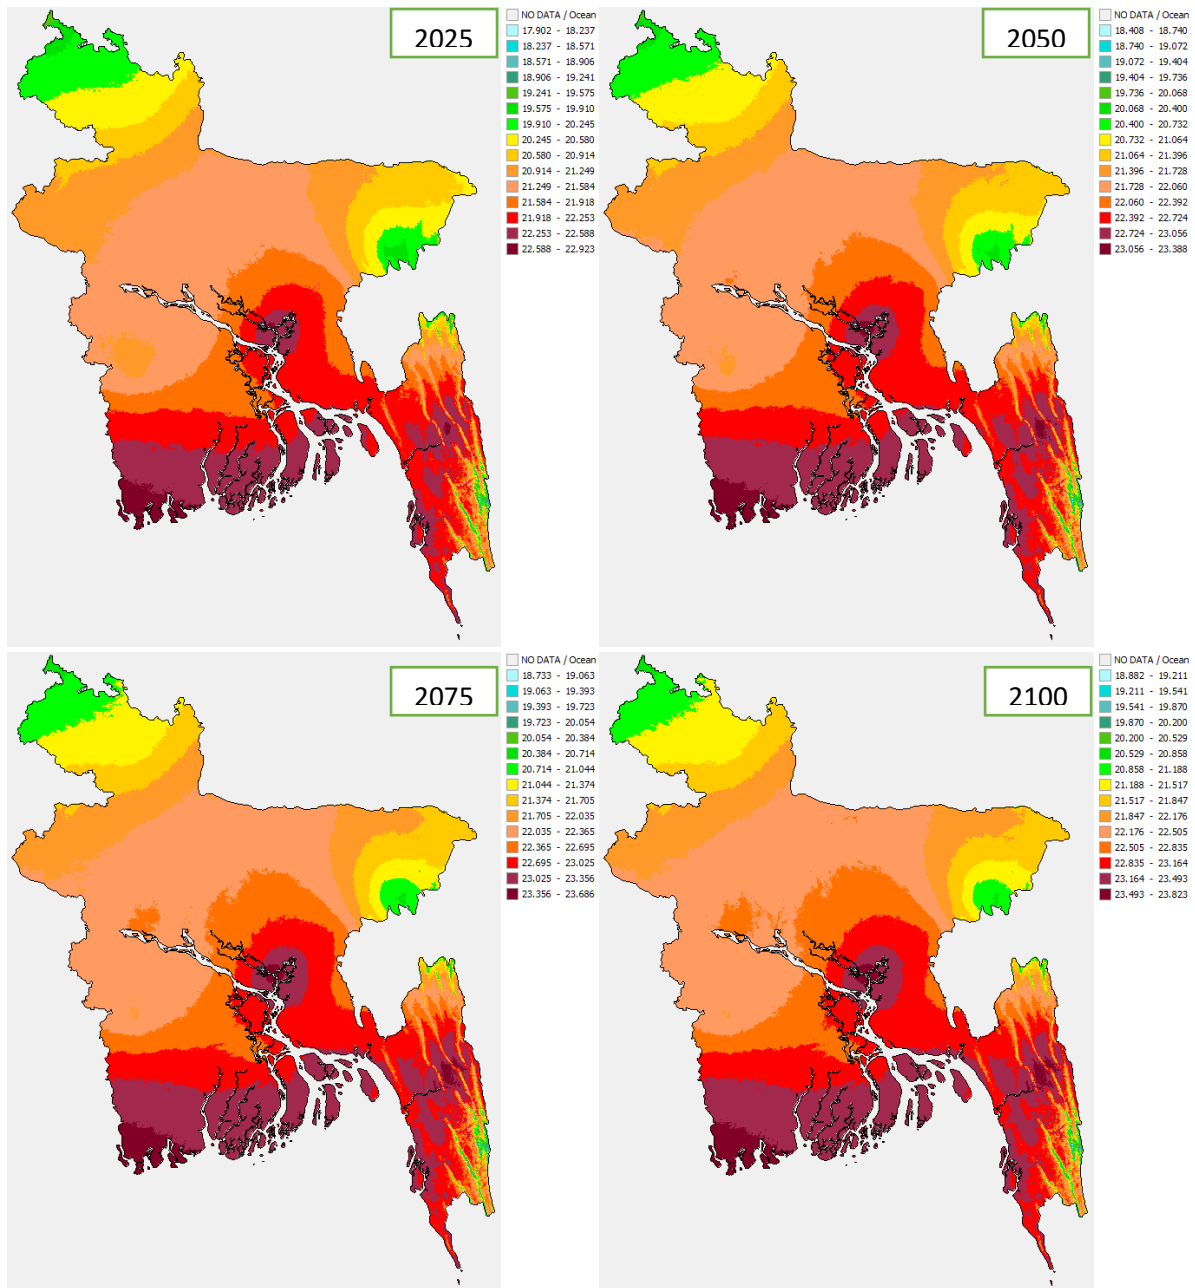 2025
NO DATA / Ocean
17.902 - 18.237
18.237 - 18.571
18.571 - 18.906
18.906 - 19.241
19.241 - 19.575
19.575 - 19.910
19.910 - 20.245
20.245 - 20.580
20.580 - 20.914
20.914 - 21.249
21.249 - 21.584
21.584 - 21.918
21.918 - 22.253
22.253 - 22.588
22.588 - 22.923
2050
NO DATA / Ocean
18.408 - 18.740
18.740 - 19.072
19.072 - 19.404
19.404 - 19.736
19.736 - 20.068
20.068 - 20.400
20.400 - 20.732
20.732 - 21.064
21.064 - 21.396
21.396 - 21.728
21.728 - 22.060
22.060 - 22.392
22.392 - 22.724
22.724 - 23.056
23.056 - 23.388
2075
NO DATA / Ocean
18.733 - 19.063
19.063 - 19.393
19.393 - 19.723
19.723 - 20.054
20.054 - 20.384
20.384 - 20.714
20.714 - 21.044
21.044 - 21.374
21.374 - 21.705
21.705 - 22.035
22.035 - 22.365
22.365 - 22.695
22.695 - 23.025
23.025 - 23.356
23.356 - 23.686
2100
NO DATA / Ocean
18.882 - 19.211
19.211 - 19.541
19.541 - 19.870
19.870 - 20.200
20.200 - 20.529
20.529 - 20.858
20.858 - 21.188
21.188 - 21.517
21.517 - 21.847
21.847 - 22.176
22.176 - 22.505
22.505 - 22.835
22.835 - 23.164
23.164 - 23.493
23.493 - 23.823